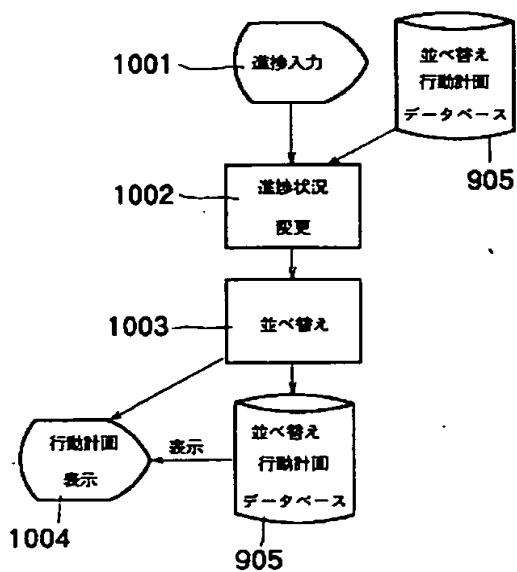 1001
進捗入力
並べ替え
行動計画
データベース
905
1002
進捗状況
変更
1003
並べ替え
行動計画
表示
1004
表示
並べ替え
行動計画
データベース
905